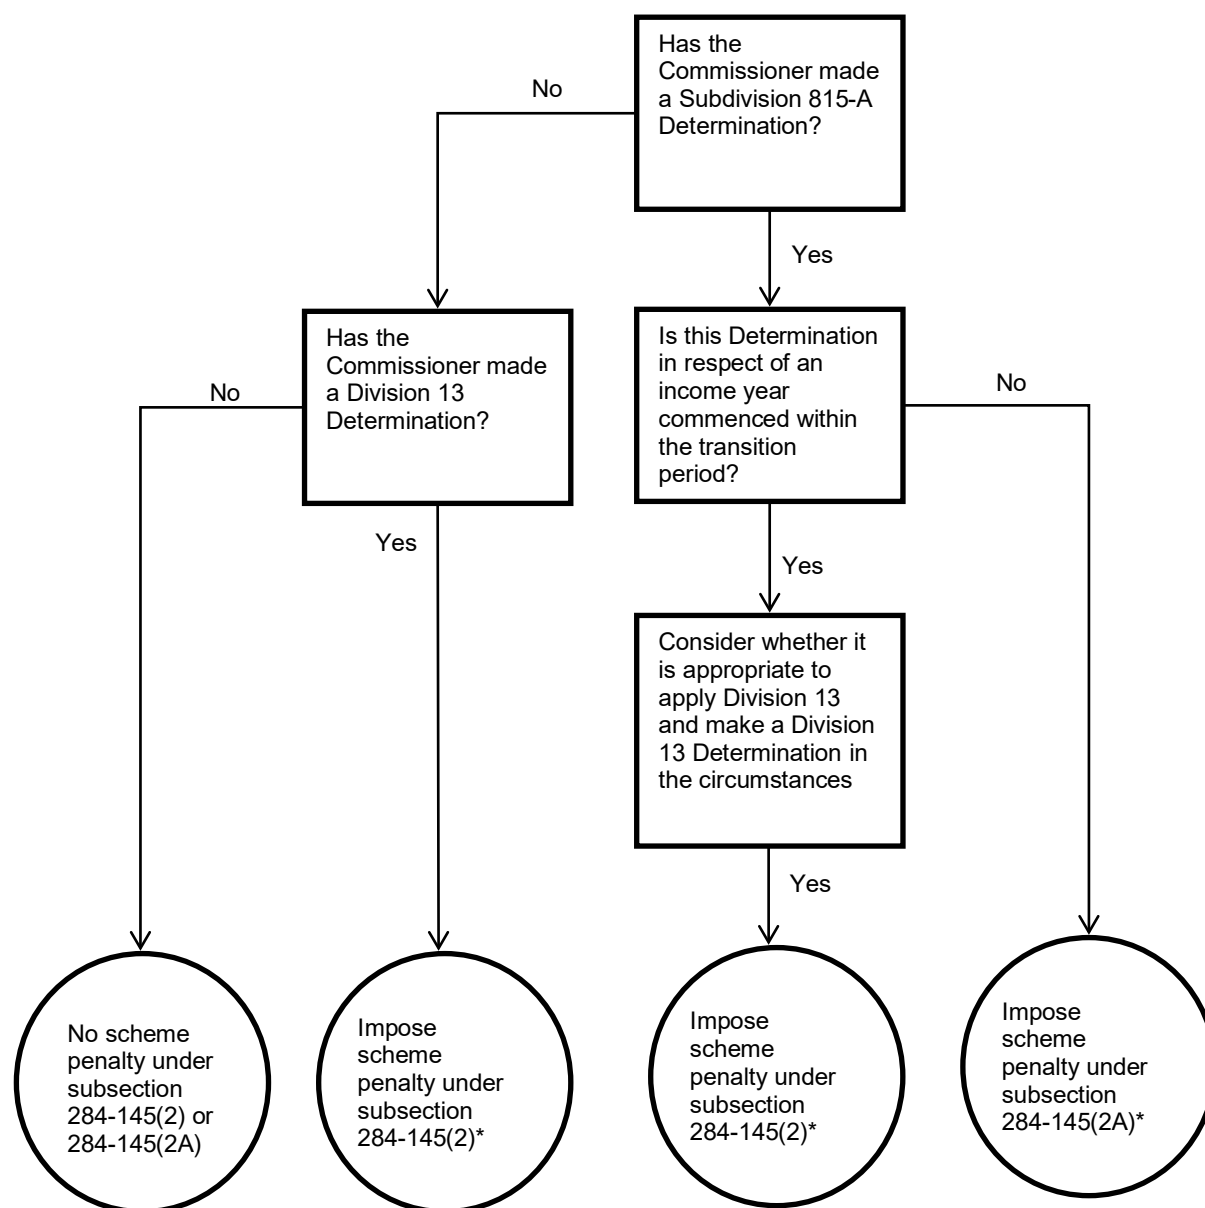 Has the
Commissioner made
a Subdivision 815-A
Determination?
No
Yes
Has the
Commissioner made
a Division 13
Determination?
Is this Determination
in respect of an
income year
commenced within
the transition
period?
No
No
Yes
Yes
Consider whether it
is appropriate to
apply Division 13
and make a Division
13 Determination in
the circumstances
Yes
No scheme
penalty under
subsection
284-145(2) or
284-145(2A)
Impose
scheme
penalty under
subsection
284-145(2)*
Impose
scheme
penalty under
subsection
284-145(2)*
Impose
scheme
penalty under
subsection
284-145(2A)*